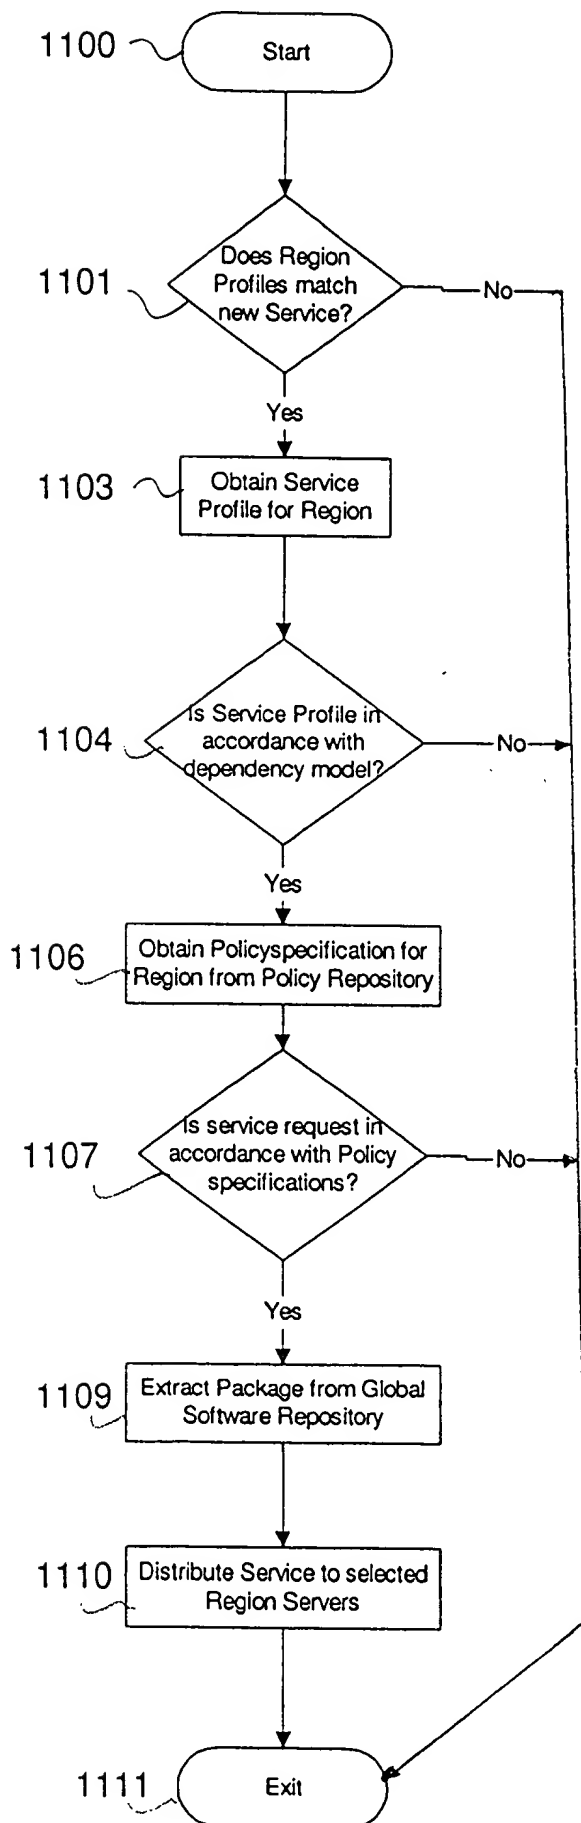 1100
Start
1101
Does Region
Profiles match
new Service?
No
Yes
1103
Obtain Service
Profile for Region
1104
Is Service Profile in
accordance with
dependency model?
No
Yes
1106
Obtain Policyspecification for
Region from Policy Repository
1107
Is service request in
accordance with Policy
specifications?
No
Yes
1109
Extract Package from Global
Software Repository
1110
Distribute Service to selected
Region Servers
1111
Exit